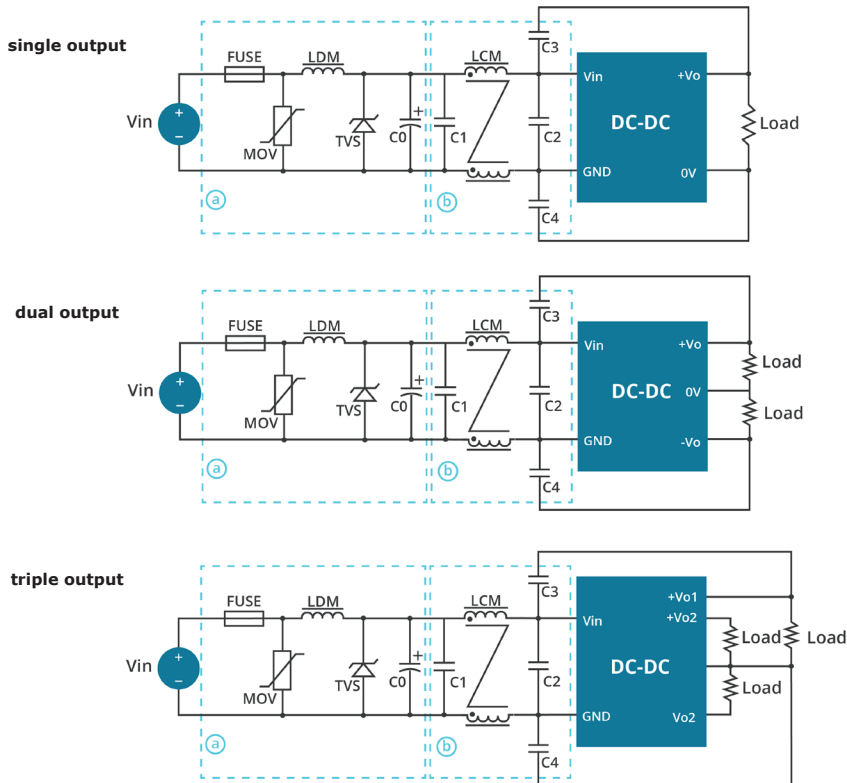 single output
FUSE
LDM
LCM
C3
Vin
+
−
MOV
TVS
+
C0
C1
C2
C4
a
b
Vin
GND
DC-DC
+Vo
0V
Load
dual output
FUSE
LDM
LCM
C3
Vin
+
−
MOV
TVS
+
C0
C1
C2
C4
a
b
Vin
GND
DC-DC
+Vo
0V
-Vo
Load
Load
triple output
FUSE
LDM
LCM
C3
Vin
+
−
MOV
TVS
+
C0
C1
C2
C4
a
b
Vin
GND
DC-DC
+Vo1
+Vo2
Vo2
Load
Load
Load